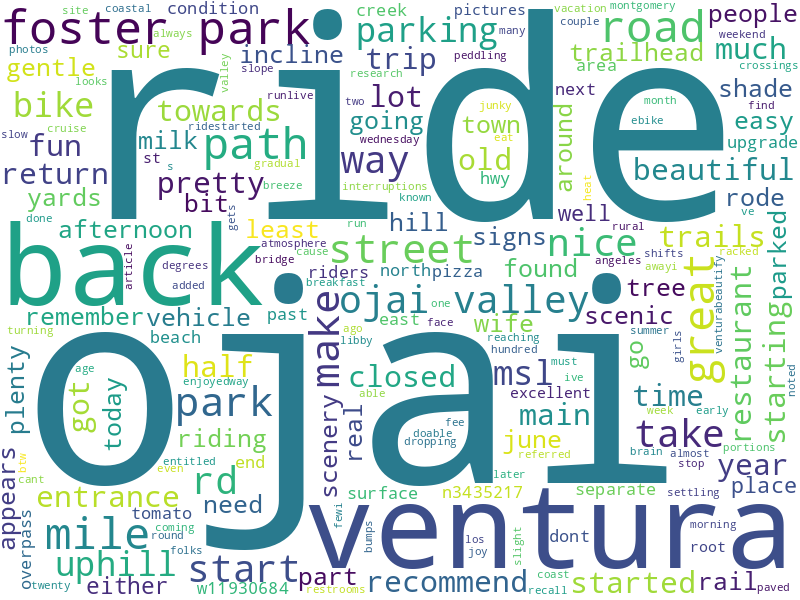 site
coastal
pictures
vacation
montgomery
foster park
parking
road
people
photos
always
condition
creek
many
couple
weekend
sure
incline
peddling
trailhead
much
crossings
gentle
looks
slope
trip
area
valley
research
runlive
two
lot
junky
next
month
find
shade
bike
towards
ridestarted
going
town
ebike
easy
ride
slow
cruise
milk
path
wednesday
old
around
upgrade
fun
st
s
gradual
way
eat
hwy
beautiful
return
pretty
breeze
interruptions
known
heat
rode
yards
bit
gets
hill
well
ve
done
afternoon
least
run
rural
signs
trails
back
article
atmosphere
cause
street
nice
shifts
racked
bridge
riders
north
pizza
found
angeles
awayi
degrees
breakfast
tree
parked
added
ojai valley
remember
vehicle
past
make
one
east
wife
reaching
scenic
great
venturabeautify
turning
beach
ago
face
hundred
summer
libby
girls
restaurant
starting
plenty
age
half
closed
msl
go
must
got
today
enjoyedway
able
excellent
ive
time
noted
park
fee
main
take
week
early
doable
dropping
riding
scenery
real
june
brain
almost
portions
ojai
appears
btw
cant
even
entitled
end
later
referred
stop
year
entrance
rd
need
surface
n3435217
separate
settling
place
mile
overpass
tomato
coming
round
folks
fewi
bumps
ventura
los
joy
slight
dont
morning
root
uphill
start
coast
recall
paved
twenty
either
w11930684
restrooms
part
recommend
started
rail